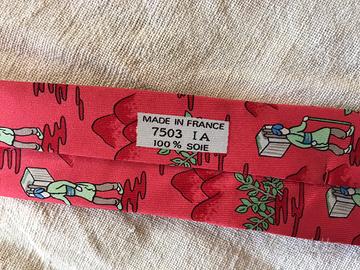 MADE IN FRANCE
7503 IA
100 % SOIE